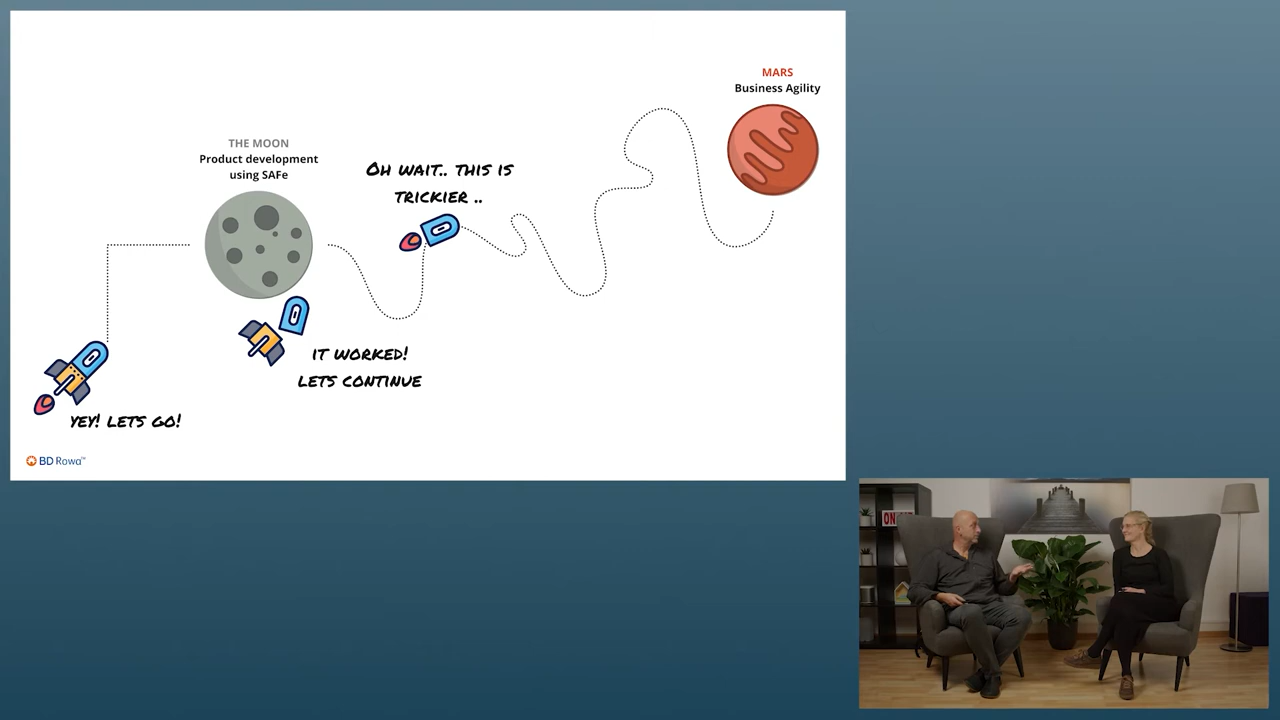 MARS
Business Agility
THE MOON
Product development
using SAFe
OH WAIT.. THIS IS
TRICKIER ..
IT WORKED!
LETS CONTINUE
YEY! LETS GO!
BD Rowa™
ON